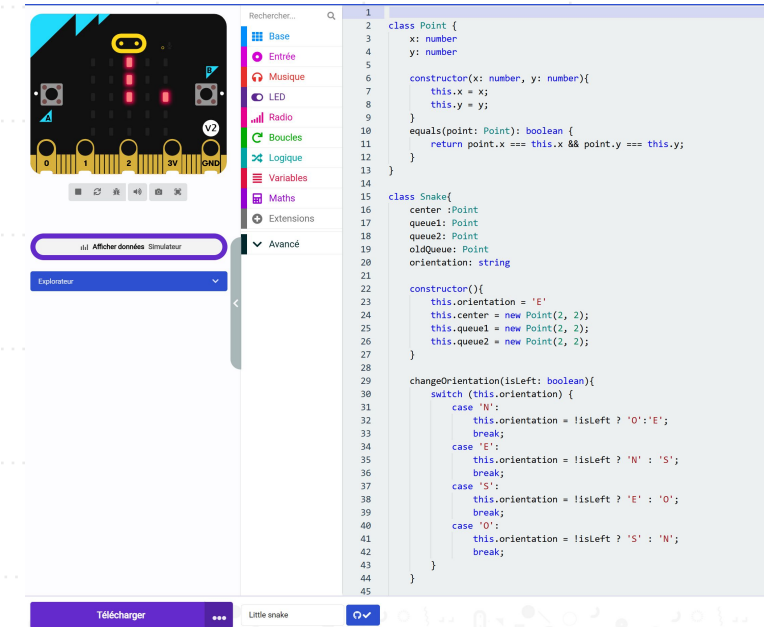 B
A
V2
0 1 2 3V GND
Afficher données Simulateur
Explorateur
Télécharger
Rechercher...
Base
Entrée
Musique
LED
Radio
Boucles
Logique
Variables
Maths
Extensions
Avancé
Little snake
1
2 class Point {
3 x: number
4 y: number
5
6 constructor(x: number, y: number){
7 this.x = x;
8 this.y = y;
9 }
10 equals(point: Point): boolean {
11 return point.x === this.x && point.y === this.y;
12 }
13 }
14
15 class Snake{
16 center :Point
17 queue1: Point
18 queue2: Point
19 oldQueue: Point
20 orientation: string
21
22 constructor(){
23 this.orientation = 'E'
24 this.center = new Point(2, 2);
25 this.queue1 = new Point(2, 2);
26 this.queue2 = new Point(2, 2);
27 }
28
29 changeOrientation(isLeft: boolean){
30 switch (this.orientation) {
31 case 'N':
32 this.orientation = !isLeft ? 'O':'E';
33 break;
34 case 'E':
35 this.orientation = !isLeft ? 'N' : 'S';
36 break;
37 case 'S':
38 this.orientation = !isLeft ? 'E' : 'O';
39 break;
40 case 'O':
41 this.orientation = !isLeft ? 'S' : 'N';
42 break;
43 }
44 }
45